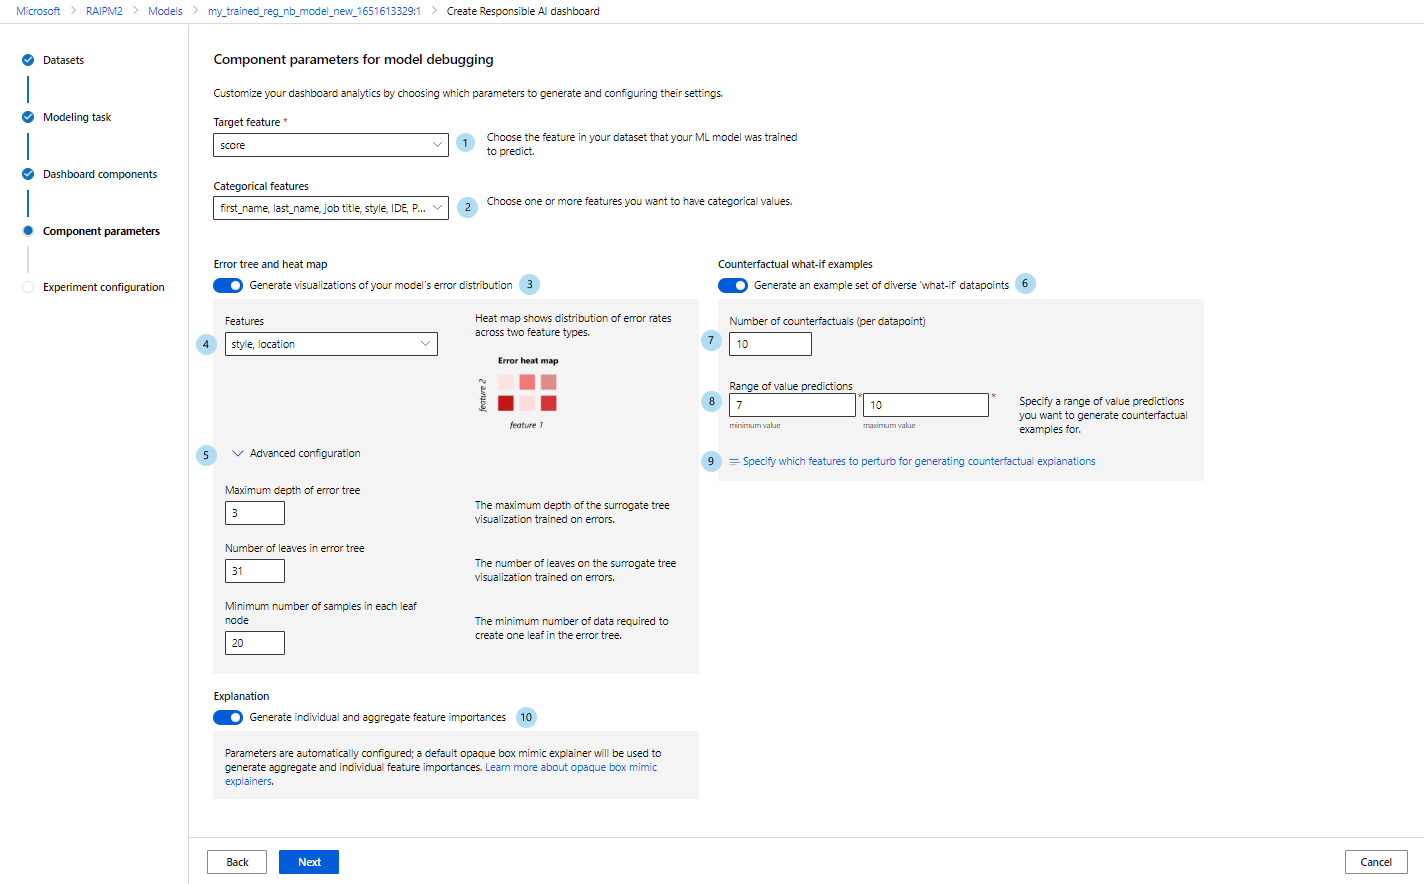 Microsoft > RAIPM2 > Models > my_trained_reg_nb_model_new_1651613329:1 > Create Responsible AI dashboard
Datasets
Modeling task
Dashboard components
Component parameters
Experiment configuration
Component parameters for model debugging
Customize your dashboard analytics by choosing which parameters to generate and configuring their settings.
Target feature *
score
1
Choose the feature in your dataset that your ML model was trained
to predict.
Categorical features
first_name, last_name, job title, style, IDE, P...
2
Choose one or more features you want to have categorical values.
Error tree and heat map
Generate visualizations of your model's error distribution
3
Features
4
style, location
Heat map shows distribution of error rates
across two feature types.
Error heat map
feature 2
feature 1
5
Advanced configuration
Maximum depth of error tree
3
The maximum depth of the surrogate tree
visualization trained on errors.
Number of leaves in error tree
31
The number of leaves on the surrogate tree
visualization trained on errors.
Minimum number of samples in each leaf
node
20
The minimum number of data required to
create one leaf in the error tree.
Explanation
Generate individual and aggregate feature importances
10
Parameters are automatically configured; a default opaque box mimic explainer will be used to
generate aggregate and individual feature importances. Learn more about opaque box mimic
explainers.
Counterfactual what-if examples
Generate an example set of diverse 'what-if' datapoints
6
Number of counterfactuals (per datapoint)
7
10
Range of value predictions
8
7
*
10
*
minimum value
maximum value
Specify a range of value predictions
you want to generate counterfactual
examples for.
9
Specify which features to perturb for generating counterfactual explanations
Back
Next
Cancel